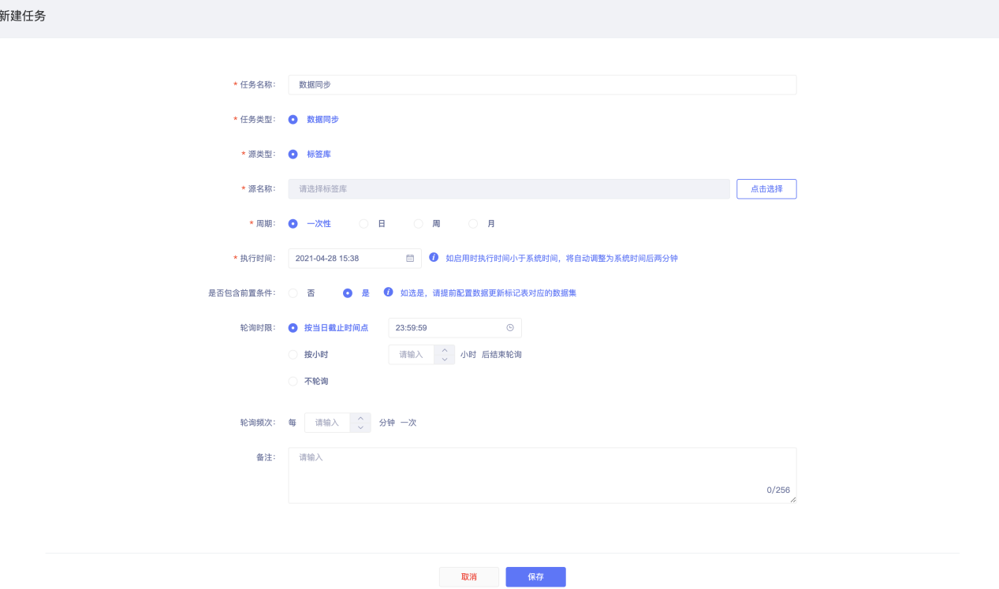 新建任务
* 任务名称： 数据同步
* 任务类型： 数据同步
* 源类型： 标签库
* 源名称： 请选择标签库 点击选择
* 周期： 一次性 日 周 月
* 执行时间： 2021-04-28 15:38 如启用时执行时间小于系统时间，将自动调整为系统时间后两分钟
是否包含前置条件： 否 是 如选是，请提前配置数据更新标记表对应的数据集
轮询时限： 按当日截止时间点 23:59:59
按小时 请输入 小时 后结束轮询
不轮询
轮询频次： 每 请输入 分钟 一次
备注： 请输入
0/256
取消 保存